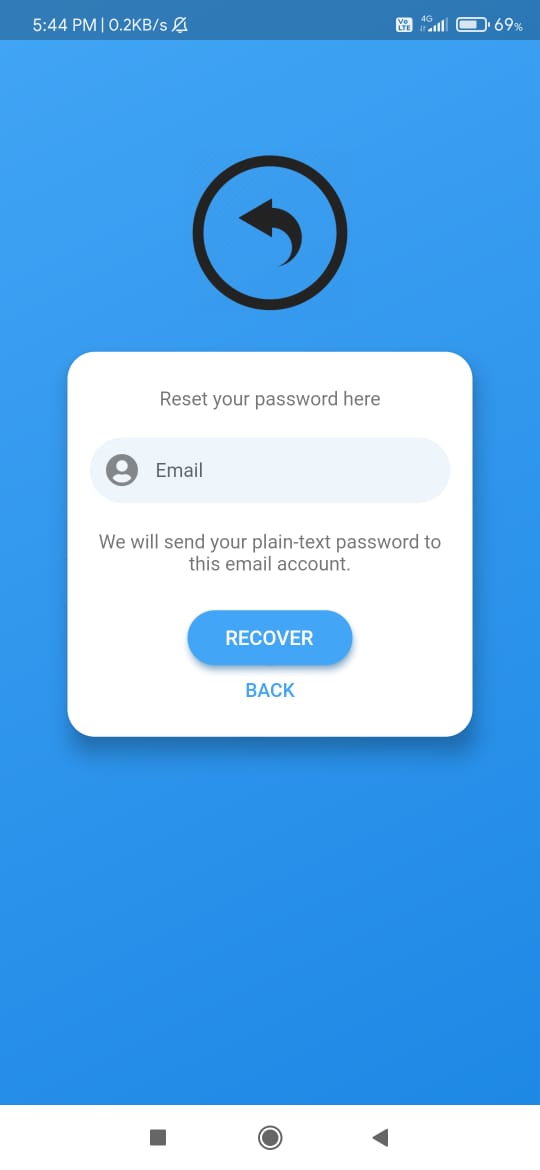 5:44 PM | 0.2KB/s
Vo LTE 4G 69%
Reset your password here
Email
We will send your plain-text password to
this email account.
RECOVER
BACK